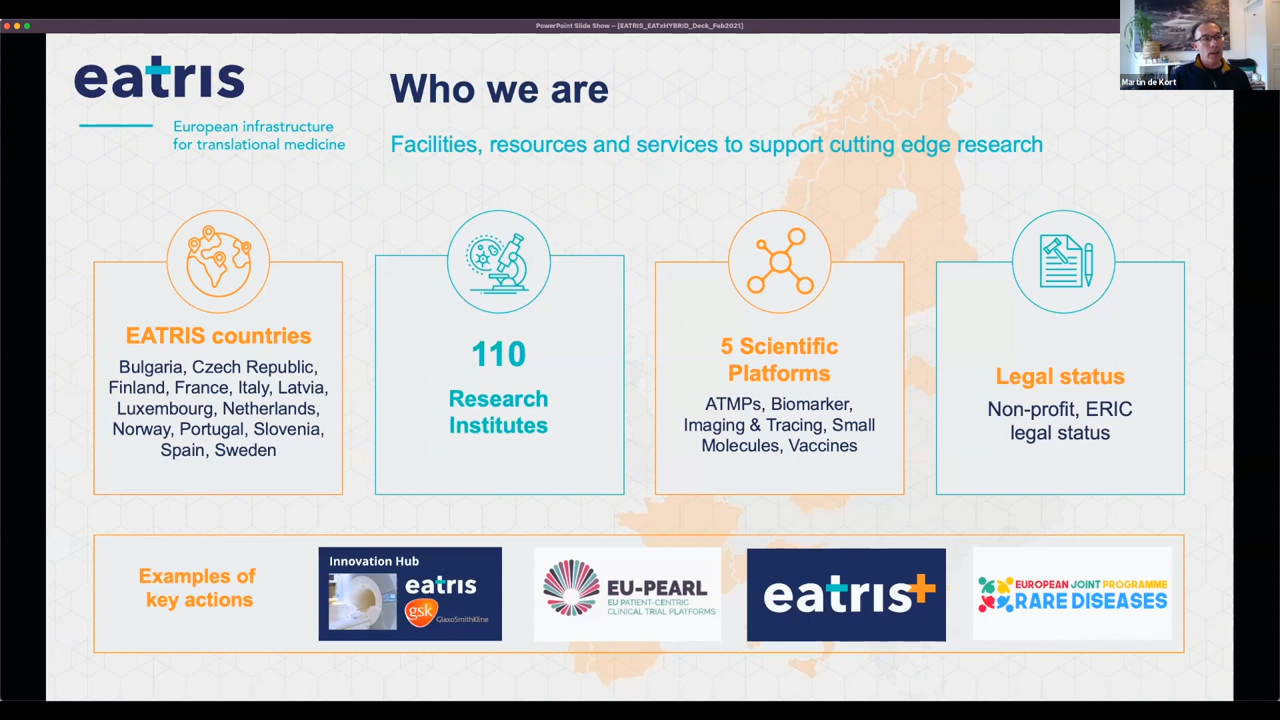 PowerPoint Slide Show – [EATRIS_EATxHYBRID_Deck_Feb2021]
Martin de Kort
eatris
European infrastructure
for translational medicine
Who we are
Facilities, resources and services to support cutting edge research
EATRIS countries
Bulgaria, Czech Republic,
Finland, France, Italy, Latvia,
Luxembourg, Netherlands,
Norway, Portugal, Slovenia,
Spain, Sweden
110
Research
Institutes
5 Scientific
Platforms
ATMPs, Biomarker,
Imaging & Tracing, Small
Molecules, Vaccines
Legal status
Non-profit, ERIC
legal status
Examples of
key actions
Innovation Hub
eatris
gsk
GlaxoSmithKline
EU-PEARL
EU PATIENT-CENTRIC
CLINICAL TRIAL PLATFORMS
eatris+
EUROPEAN JOINT PROGRAMME
RARE DISEASES